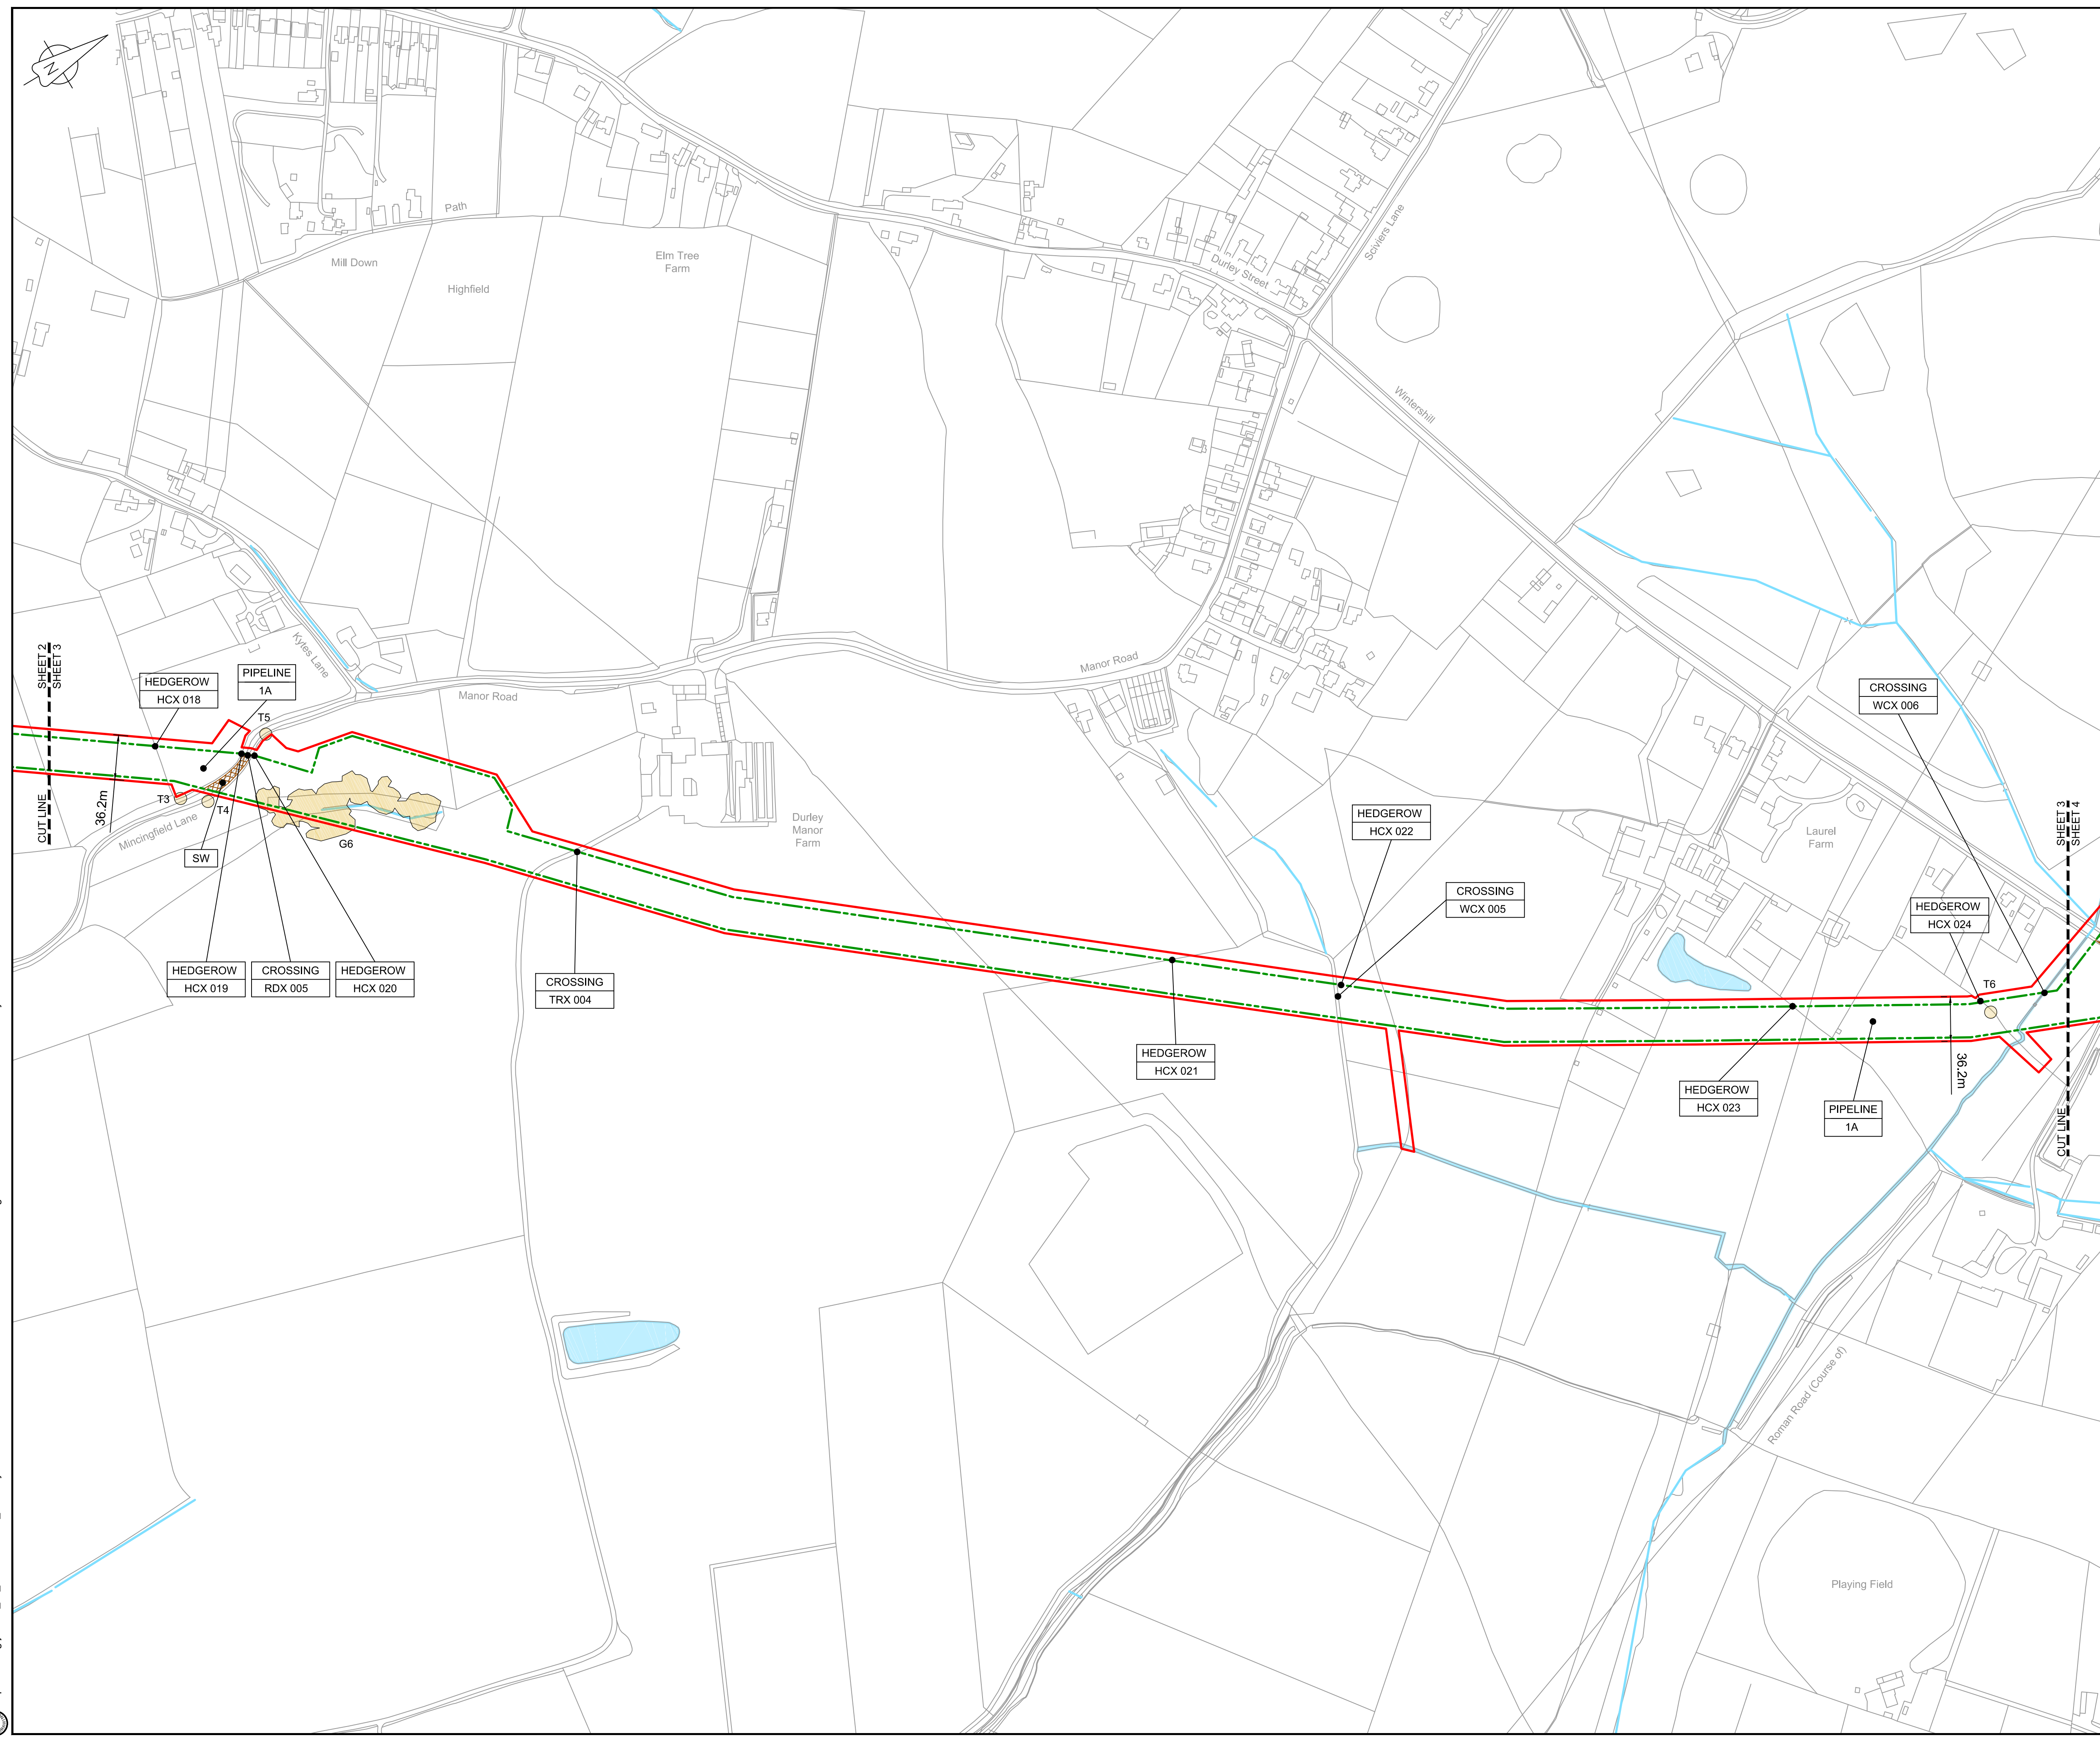 N
Path
Mill Down
Highfield
Elm Tree
Farm
Durley Street
Sciviers Lane
Wintershill
Kyles Lane
Manor Road
Manor Road
SHEET 2
SHEET 3
CUT LINE
HEDGEROW
HCX 018
PIPELINE
1A
T5
T3
T4
36.2m
Mincingfield Lane
SW
G6
HEDGEROW
HCX 019
CROSSING
RDX 005
HEDGEROW
HCX 020
CROSSING
TRX 004
Durley
Manor
Farm
HEDGEROW
HCX 021
HEDGEROW
HCX 022
CROSSING
WCX 005
Laurel
Farm
CROSSING
WCX 006
HEDGEROW
HCX 024
T6
36.2m
HEDGEROW
HCX 023
PIPELINE
1A
SHEET 3
SHEET 4
CUT LINE
Roman Road (Course of)
Playing Field